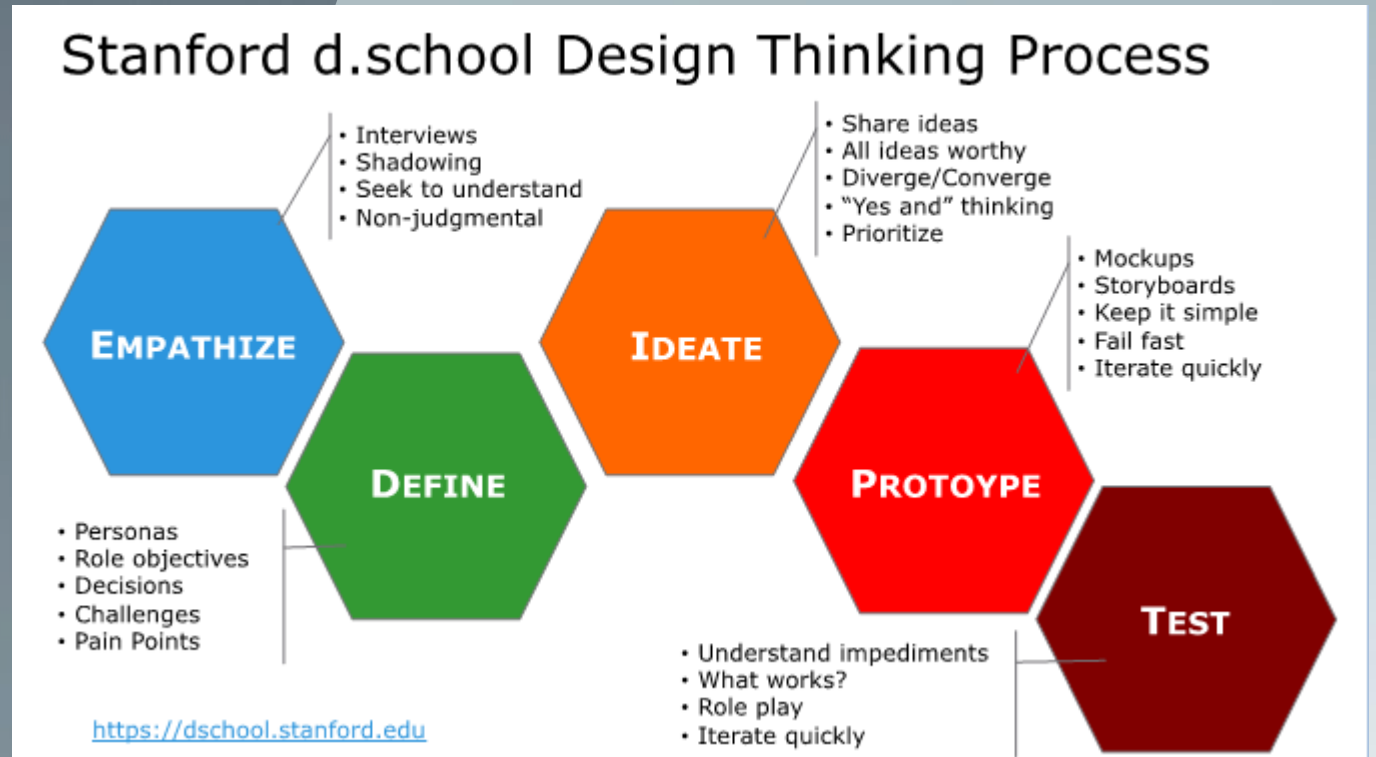 Stanford d.school Design Thinking Process
• Interviews
• Shadowing
• Seek to understand
• Non-judgmental
• Share ideas
• All ideas worthy
• Diverge/Converge
• “Yes and” thinking
• Prioritize
• Mockups
• Storyboards
• Keep it simple
• Fail fast
• Iterate quickly
EMPATHIZE
IDEATE
DEFINE
PROTOYPE
• Personas
• Role objectives
• Decisions
• Challenges
• Pain Points
TEST
• Understand impediments
• What works?
• Role play
• Iterate quickly
https://dschool.stanford.edu